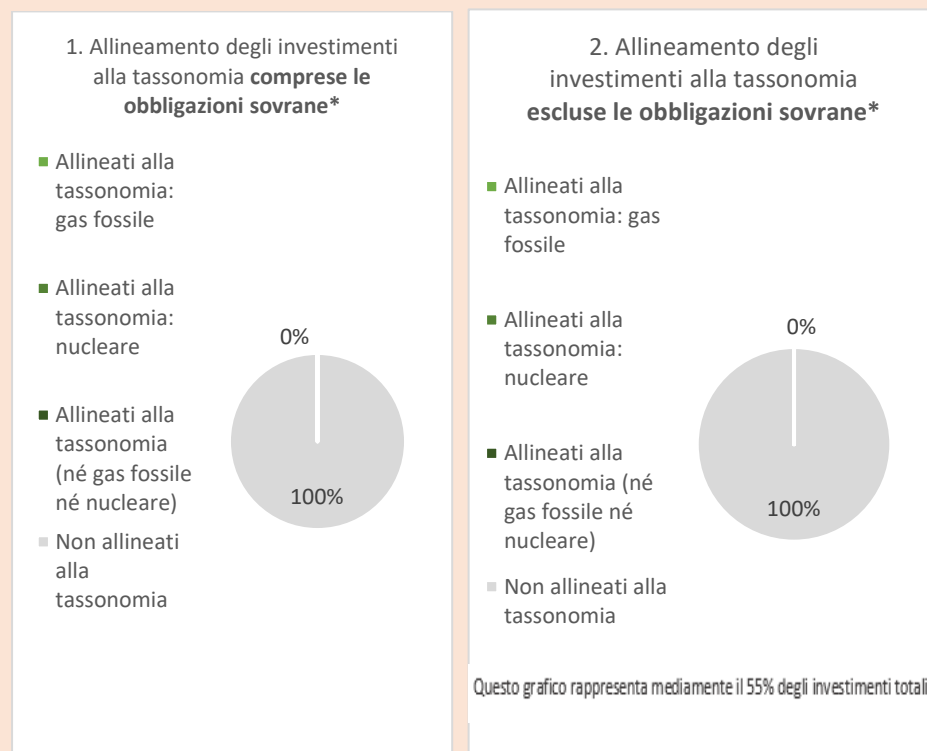 1. Allineamento degli investimenti
alla tassonomia comprese le
obbligazioni sovrane*
Allineati alla
tassonomia:
gas fossile
Allineati alla
tassonomia:
nucleare
Allineati alla
tassonomia
(né gas fossile
né nucleare)
Non allineati
alla
tassonomia
0%
100%
2. Allineamento degli
investimenti alla tassonomia
escluse le obbligazioni sovrane*
Allineati alla
tassonomia: gas
fossile
Allineati alla
tassonomia:
nucleare
Allineati alla
tassonomia (né
gas fossile né
nucleare)
Non allineati alla
tassonomia
0%
100%
Questo grafico rappresenta mediamente il 55% degli investimenti totali